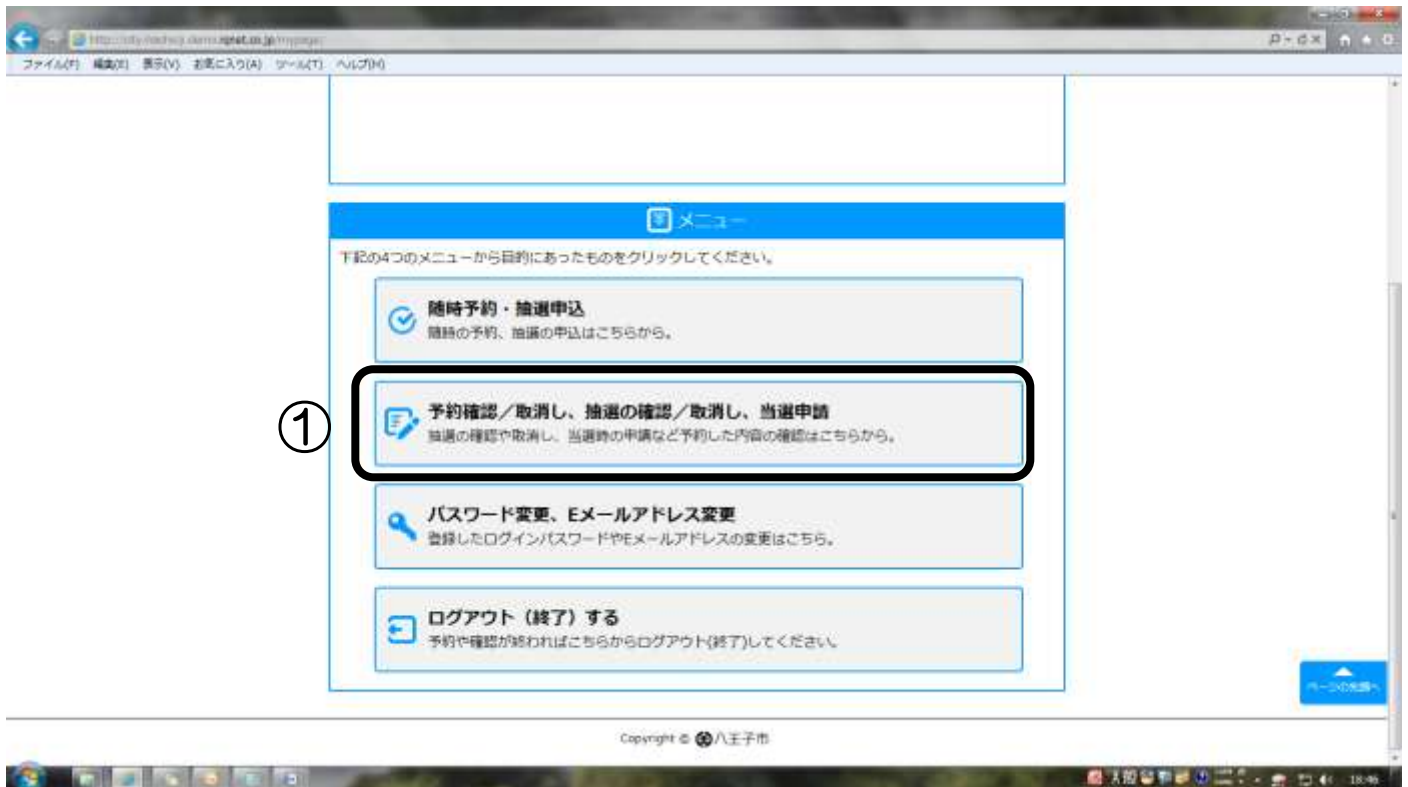 ファイル(F) 編集(E) 表示(V) お気に入り(A) ツール(T) ヘルプ(H)
メニュー
下記の4つのメニューから目的にあったものをクリックしてください。
随時予約・抽選申込
随時の予約、抽選の申込はこちらから。
①
予約確認／取消し、抽選の確認／取消し、当選申請
抽選の確認や取消し、当選時の申請など予約した内容の確認はこちらから。
パスワード変更、Eメールアドレス変更
登録したログインパスワードやEメールアドレスの変更はこちら。
ログアウト（終了）する
予約や確認が終わればこちらからログアウト(終了)してください。
ページの先頭へ
Copyright © 八王子市
18:46